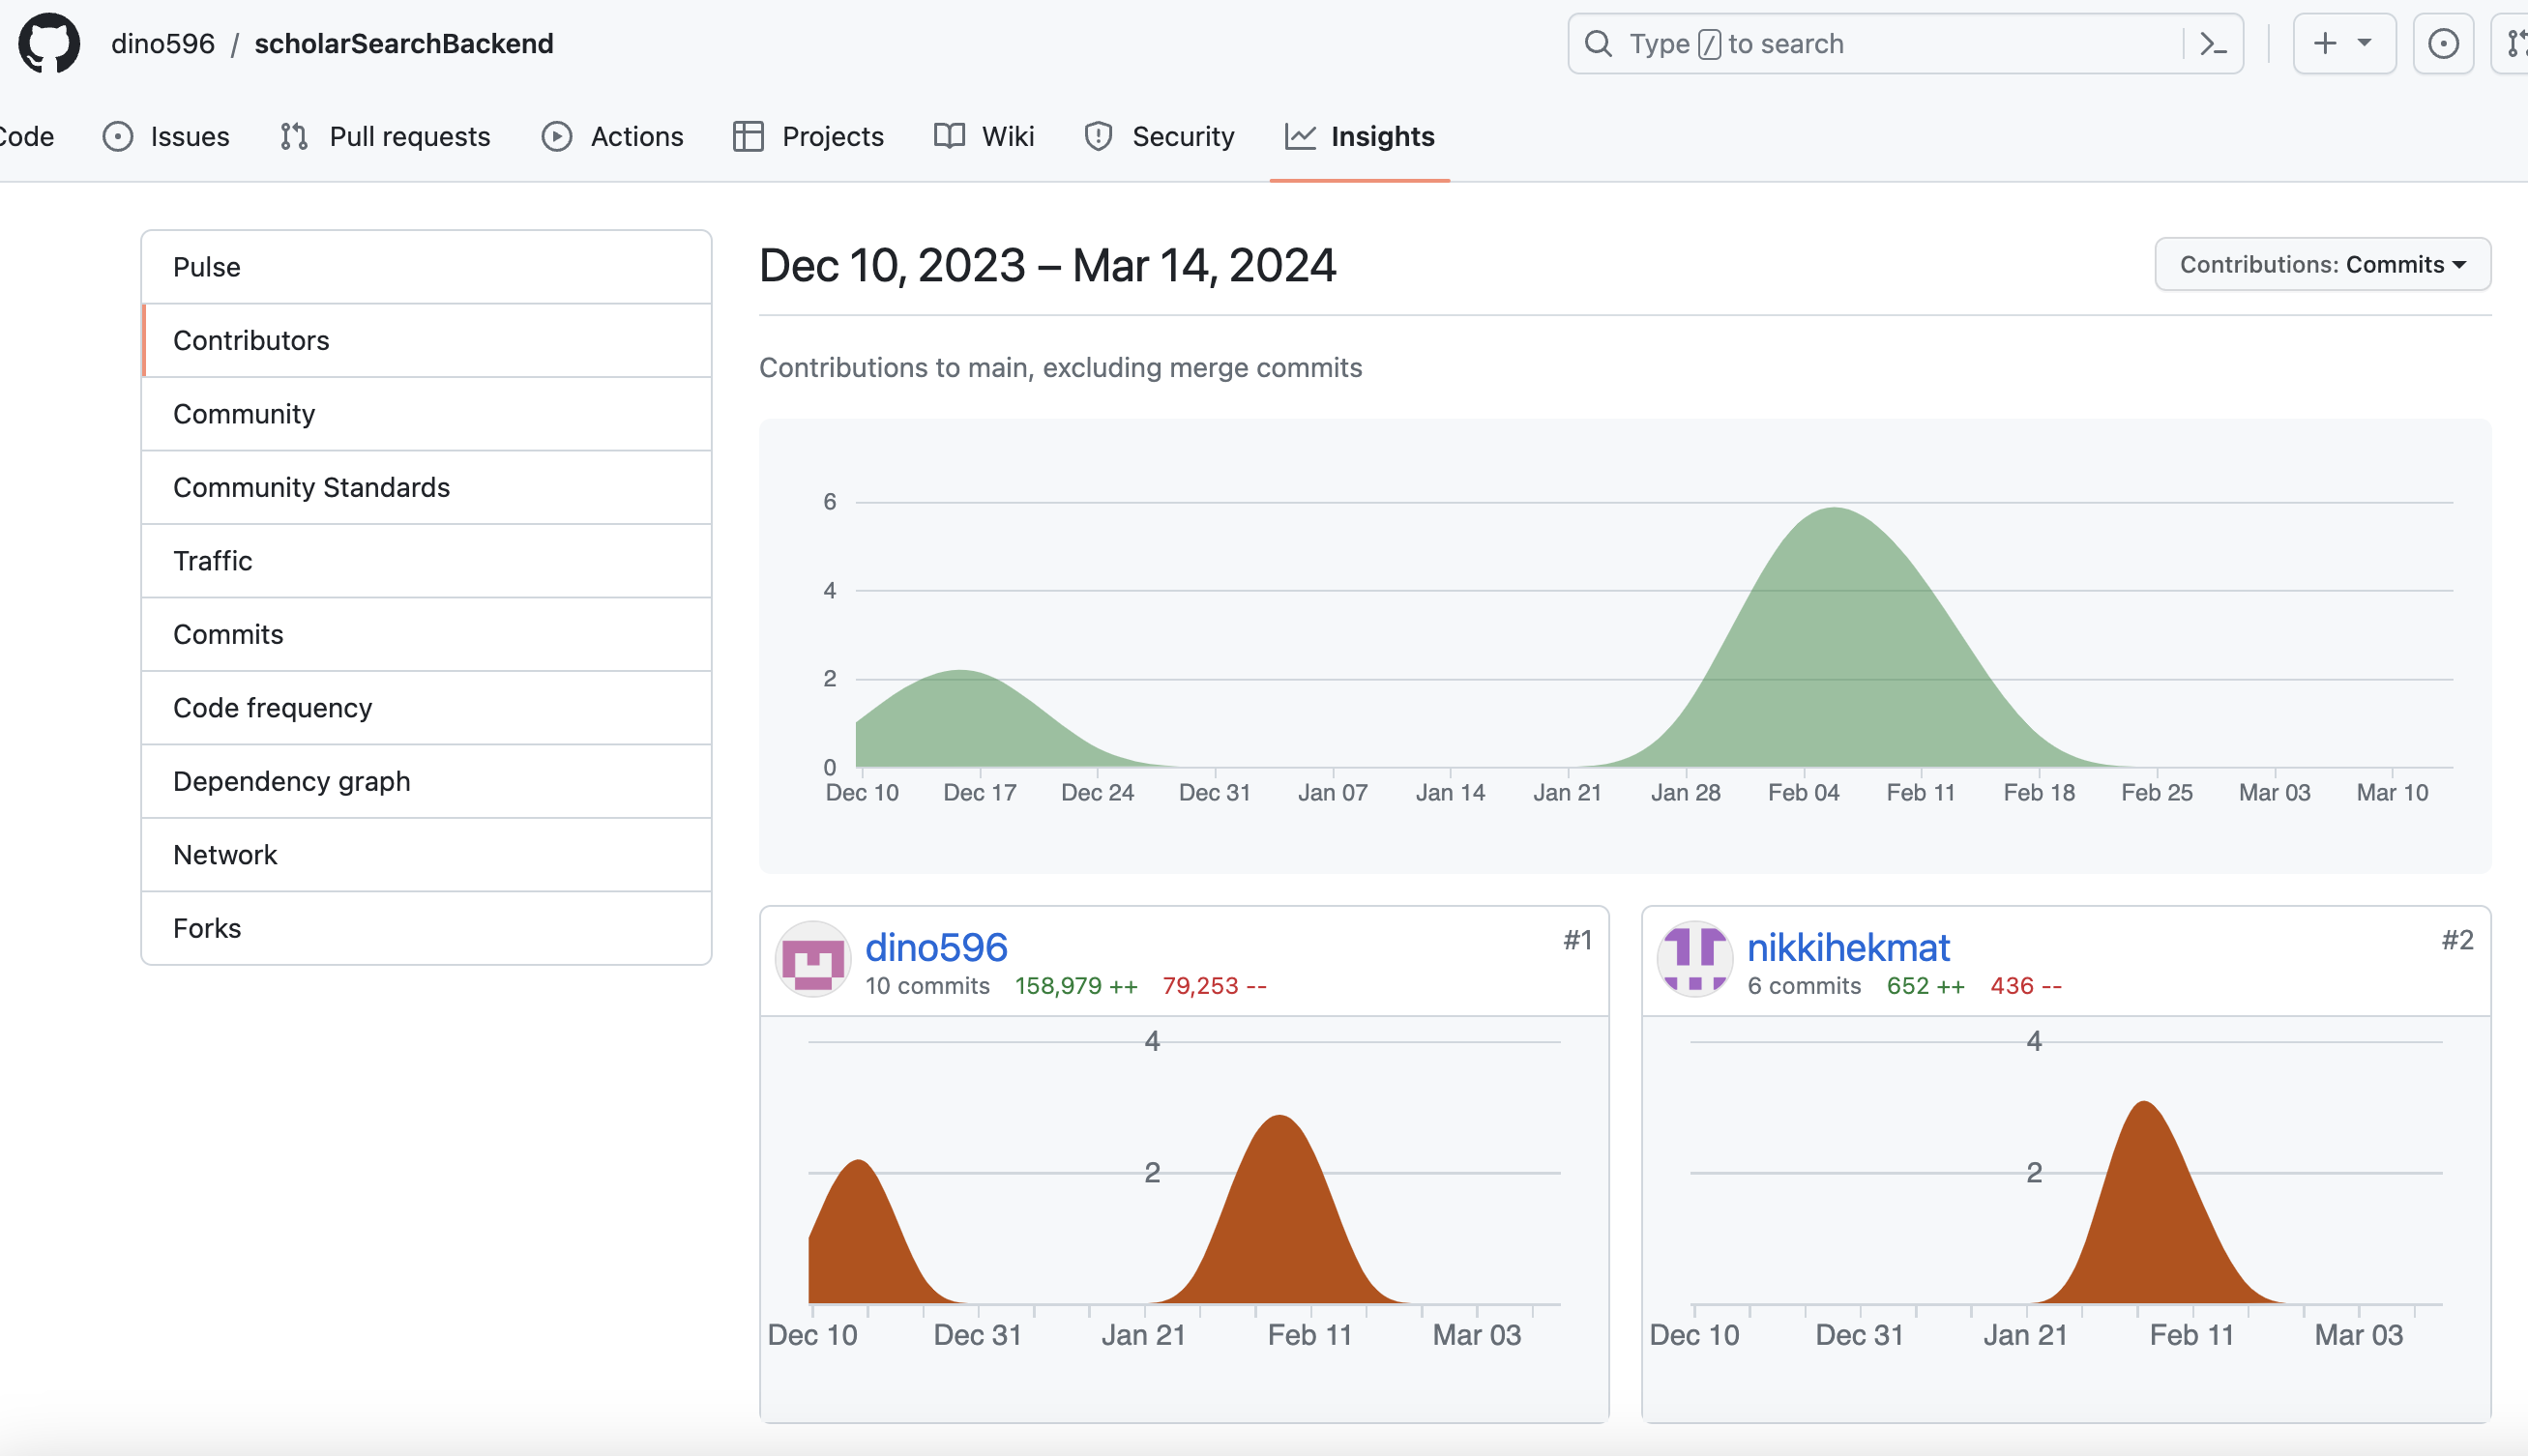 dino596 / scholarSearchBackend
Type / to search
Code Issues Pull requests Actions Projects Wiki Security Insights
Pulse
Contributors
Community
Community Standards
Traffic
Commits
Code frequency
Dependency graph
Network
Forks
Dec 10, 2023 – Mar 14, 2024
Contributions: Commits
Contributions to main, excluding merge commits
6
4
2
0
Dec 10 Dec 17 Dec 24 Dec 31 Jan 07 Jan 14 Jan 21 Jan 28 Feb 04 Feb 11 Feb 18 Feb 25 Mar 03 Mar 10
dino596 #1
10 commits 158,979 ++ 79,253 --
4
2
Dec 10 Dec 31 Jan 21 Feb 11 Mar 03
nikkihekmat #2
6 commits 652 ++ 436 --
4
2
Dec 10 Dec 31 Jan 21 Feb 11 Mar 03